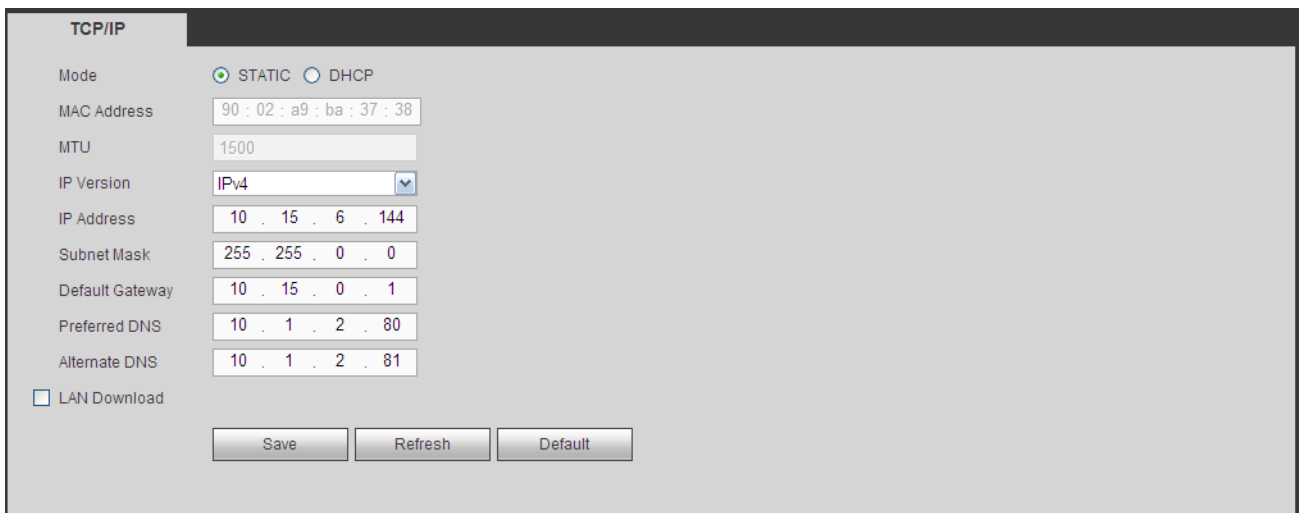 TCP/IP
Mode STATIC DHCP
MAC Address 90 : 02 : a9 : ba : 37 : 38
MTU 1500
IP Version IPv4
IP Address 10 . 15 . 6 . 144
Subnet Mask 255 . 255 . 0 . 0
Default Gateway 10 . 15 . 0 . 1
Preferred DNS 10 . 1 . 2 . 80
Alternate DNS 10 . 1 . 2 . 81
LAN Download
Save Refresh Default